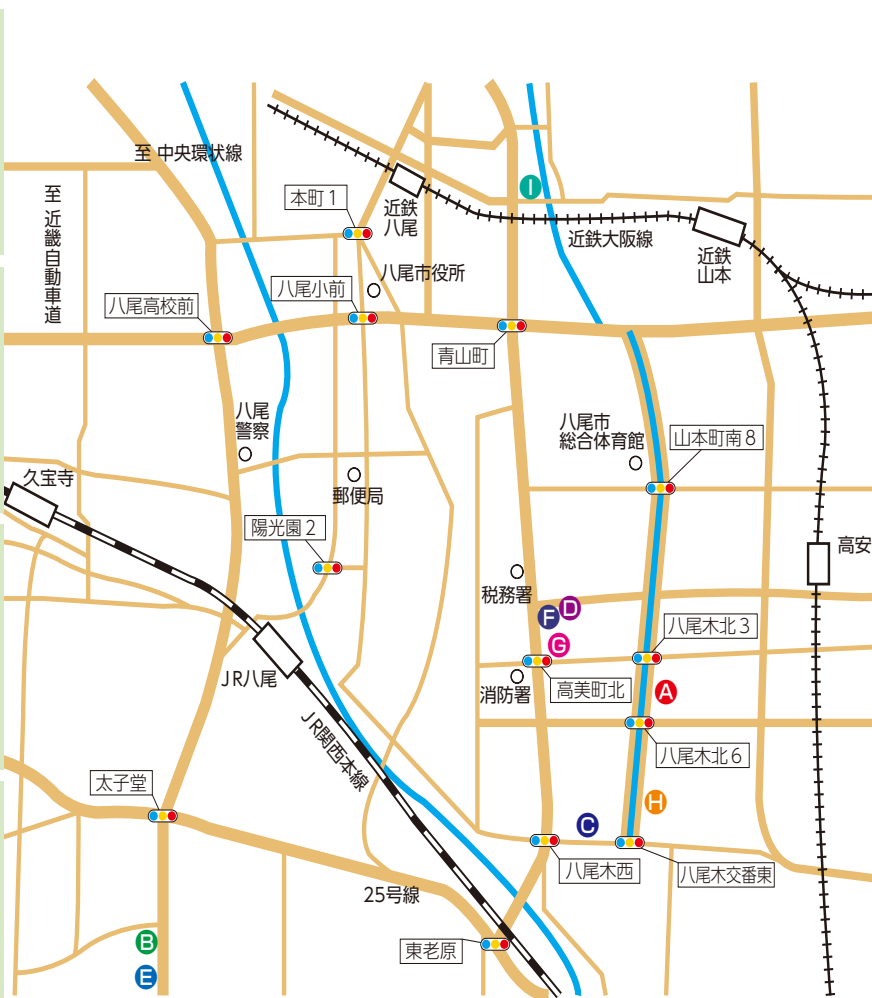 至 中央環状線
至 近畿自動車道
本町1
近鉄
八尾
I
近鉄大阪線
近鉄
山本
八尾市役所
八尾小前
八尾高校前
青山町
八尾
警察
八尾市
総合体育館
山本町南8
久宝寺
郵便局
陽光園2
高安
税務署
F
D
G
八尾木北3
JR八尾
消防署
高美町北
A
JR関西本線
八尾木北6
太子堂
H
C
八尾木西
八尾木交番東
25号線
東老原
B
E